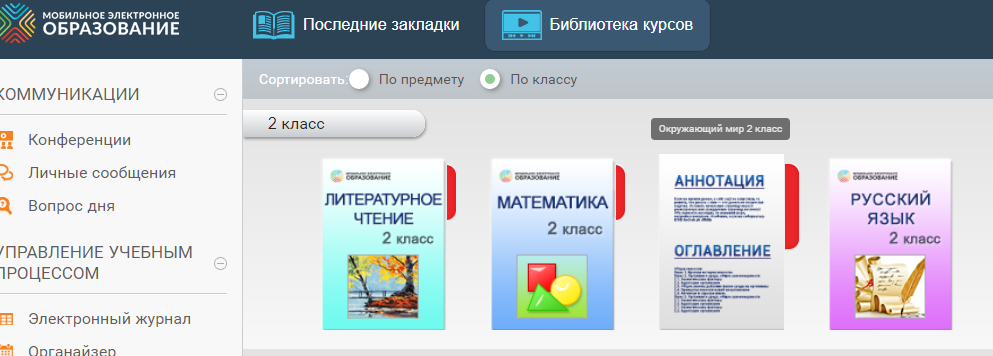 МОБИЛЬНОЕ ЭЛЕКТРОННОЕ
ОБРАЗОВАНИЕ
Последние закладки
Библиотека курсов
Сортировать:
По предмету
По классу
КОММУНИКАЦИИ
Конференции
Личные сообщения
Вопрос дня
УПРАВЛЕНИЕ УЧЕБНЫМ
ПРОЦЕССОМ
Электронный журнал
Органайзер
2 класс
Окружающий мир 2 класс
МОБИЛЬНОЕ ЭЛЕКТРОННОЕ
ОБРАЗОВАНИЕ
ЛИТЕРАТУРНОЕ
ЧТЕНИЕ
2 класс
МОБИЛЬНОЕ ЭЛЕКТРОННОЕ
ОБРАЗОВАНИЕ
МАТЕМАТИКА
2 класс
АННОТАЦИЯ
ОГЛАВЛЕНИЕ
МОБИЛЬНОЕ ЭЛЕКТРОННОЕ
ОБРАЗОВАНИЕ
РУССКИЙ
ЯЗЫК
2 класс